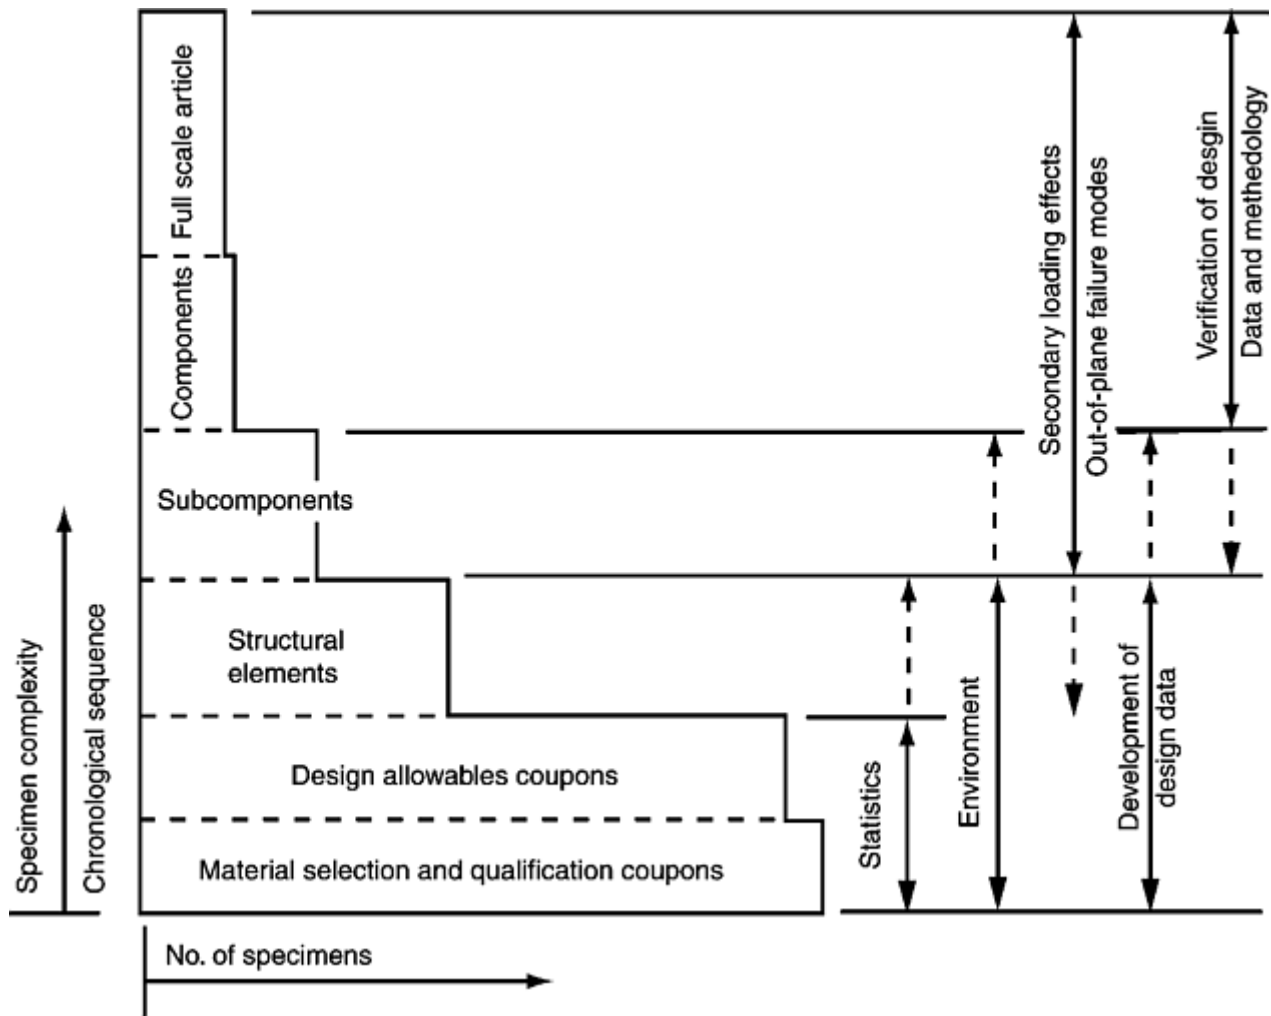 Full scale article
Components
Subcomponents
Structural
elements
Design allowables coupons
Material selection and qualification coupons
Specimen complexity
Chronological sequence
No. of specimens
Statistics
Environment
Secondary loading effects
Out-of-plane failure modes
Development of
design data
Verification of desgin
Data and methedology